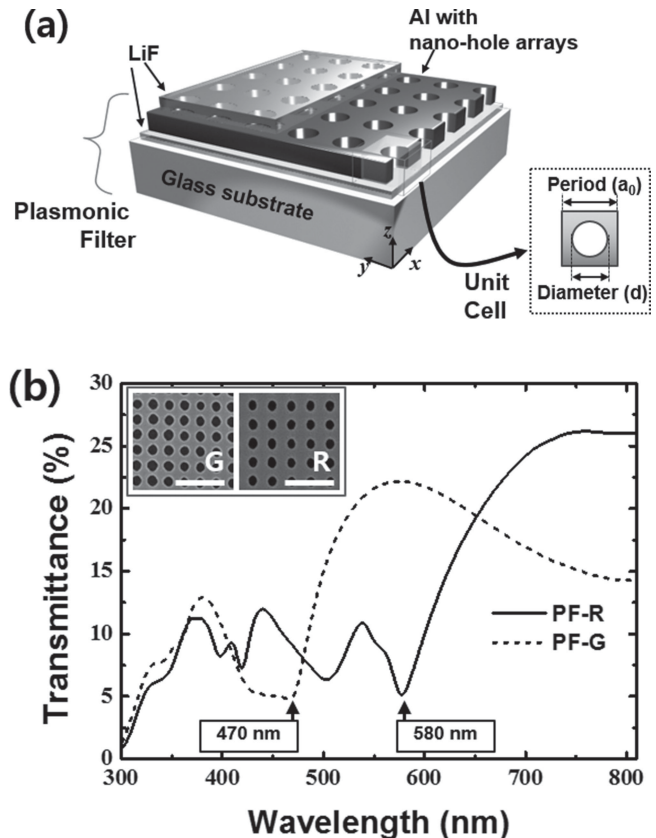 (a)
Al with
nano-hole arrays
LiF
Plasmonic
Filter
Glass substrate
z
y
x
Unit
Cell
Period (a₀)
Diameter (d)
(b)
Transmittance (%)
30
25
20
15
10
5
0
G
R
PF-R
PF-G
470 nm
580 nm
300
400
500
600
700
800
Wavelength (nm)